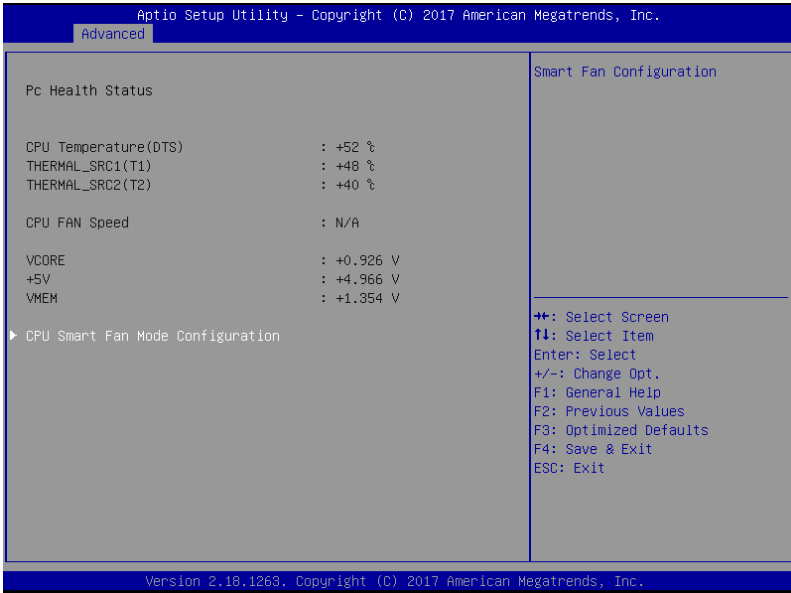 Aptio Setup Utility – Copyright (C) 2017 American Megatrends, Inc.
Advanced
Pc Health Status
CPU Temperature(DTS) : +52 ℃
THERMAL_SRC1(T1) : +48 ℃
THERMAL_SRC2(T2) : +40 ℃
CPU FAN Speed : N/A
VCORE : +0.926 V
+5V : +4.966 V
VMEM : +1.354 V
▶ CPU Smart Fan Mode Configuration
Smart Fan Configuration
→←: Select Screen
↑↓: Select Item
Enter: Select
+/-: Change Opt.
F1: General Help
F2: Previous Values
F3: Optimized Defaults
F4: Save & Exit
ESC: Exit
Version 2.18.1263. Copyright (C) 2017 American Megatrends, Inc.